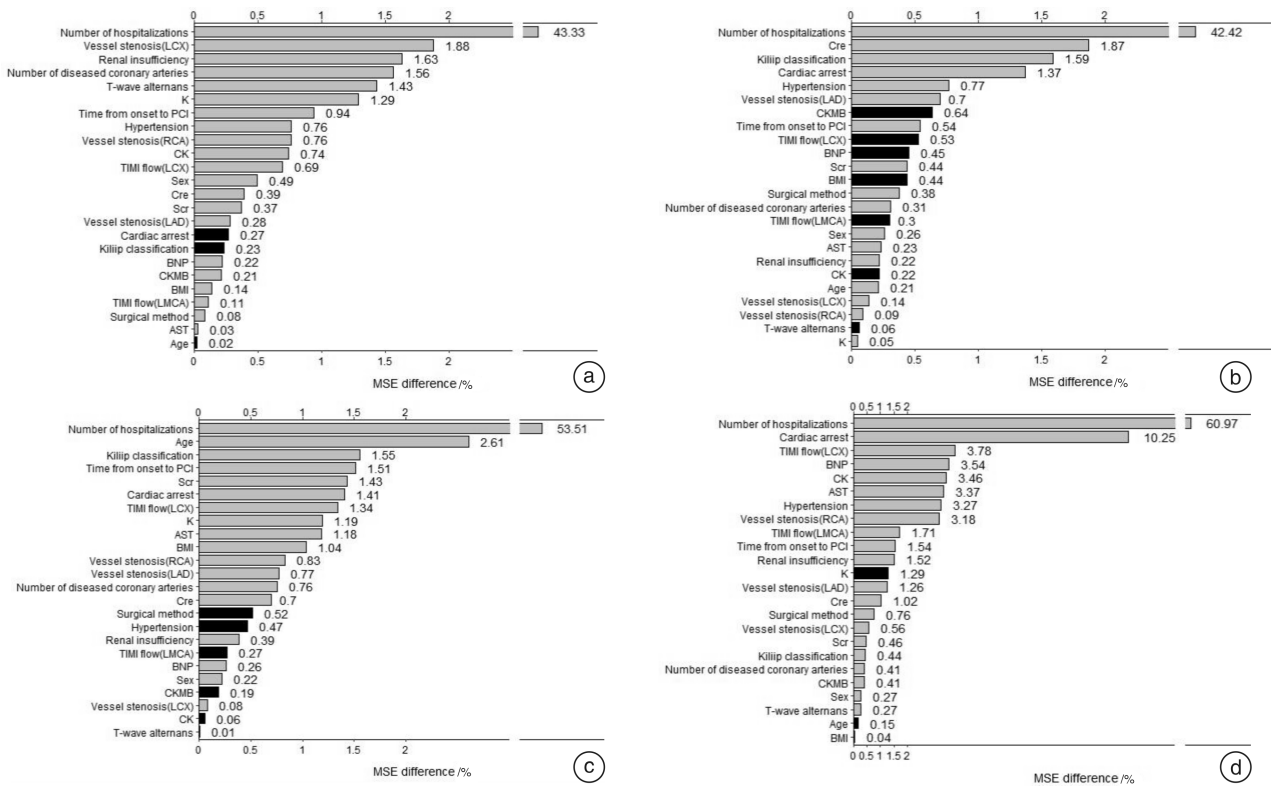 0 0.5 1 1.5 2
Number of hospitalizations 43.33
Vessel stenosis(LCX) 1.88
Renal insufficiency 1.63
Number of diseased coronary arteries 1.56
T-wave alternans 1.43
K 1.29
Time from onset to PCI 0.94
Hypertension 0.76
Vessel stenosis(RCA) 0.76
CK 0.74
TIMI flow(LCX) 0.69
Sex 0.49
Cre 0.39
Scr 0.37
Vessel stenosis(LAD) 0.28
Cardiac arrest 0.27
Kiliip classification 0.23
BNP 0.22
CKMB 0.21
BMI 0.14
TIMI flow(LMCA) 0.11
Surgical method 0.08
AST 0.03
Age 0.02
0 0.5 1 1.5 2
MSE difference /%
a
0 0.5 1 1.5 2
Number of hospitalizations 42.42
Cre 1.87
Kiliip classification 1.59
Cardiac arrest 1.37
Hypertension 0.77
Vessel stenosis(LAD) 0.7
CKMB 0.64
Time from onset to PCI 0.54
TIMI flow(LCX) 0.53
BNP 0.45
Scr 0.44
BMI 0.44
Surgical method 0.38
Number of diseased coronary arteries 0.31
TIMI flow(LMCA) 0.3
Sex 0.26
AST 0.23
Renal insufficiency 0.22
CK 0.22
Age 0.21
Vessel stenosis(LCX) 0.14
Vessel stenosis(RCA) 0.09
T-wave alternans 0.06
K 0.05
0 0.5 1 1.5 2
MSE difference /%
b
0 0.5 1 1.5 2
Number of hospitalizations 53.51
Age 2.61
Kiliip classification 1.55
Time from onset to PCI 1.51
Scr 1.43
Cardiac arrest 1.41
TIMI flow(LCX) 1.34
K 1.19
AST 1.18
BMI 1.04
Vessel stenosis(RCA) 0.83
Vessel stenosis(LAD) 0.77
Number of diseased coronary arteries 0.76
Cre 0.7
Surgical method 0.52
Hypertension 0.47
Renal insufficiency 0.39
TIMI flow(LMCA) 0.27
BNP 0.26
Sex 0.22
CKMB 0.19
Vessel stenosis(LCX) 0.08
CK 0.06
T-wave alternans 0.01
0 0.5 1 1.5 2
MSE difference /%
c
0 0.5 1 1.5 2
Number of hospitalizations 60.97
Cardiac arrest 10.25
TIMI flow(LCX) 3.78
BNP 3.54
CK 3.46
AST 3.37
Hypertension 3.27
Vessel stenosis(RCA) 3.18
TIMI flow(LMCA) 1.71
Time from onset to PCI 1.54
Renal insufficiency 1.52
K 1.29
Vessel stenosis(LAD) 1.26
Cre 1.02
Surgical method 0.76
Vessel stenosis(LCX) 0.56
Scr 0.46
Kiliip classification 0.44
Number of diseased coronary arteries 0.41
CKMB 0.41
Sex 0.27
T-wave alternans 0.27
Age 0.15
BMI 0.04
0 0.5 1 1.5 2
MSE difference /%
d